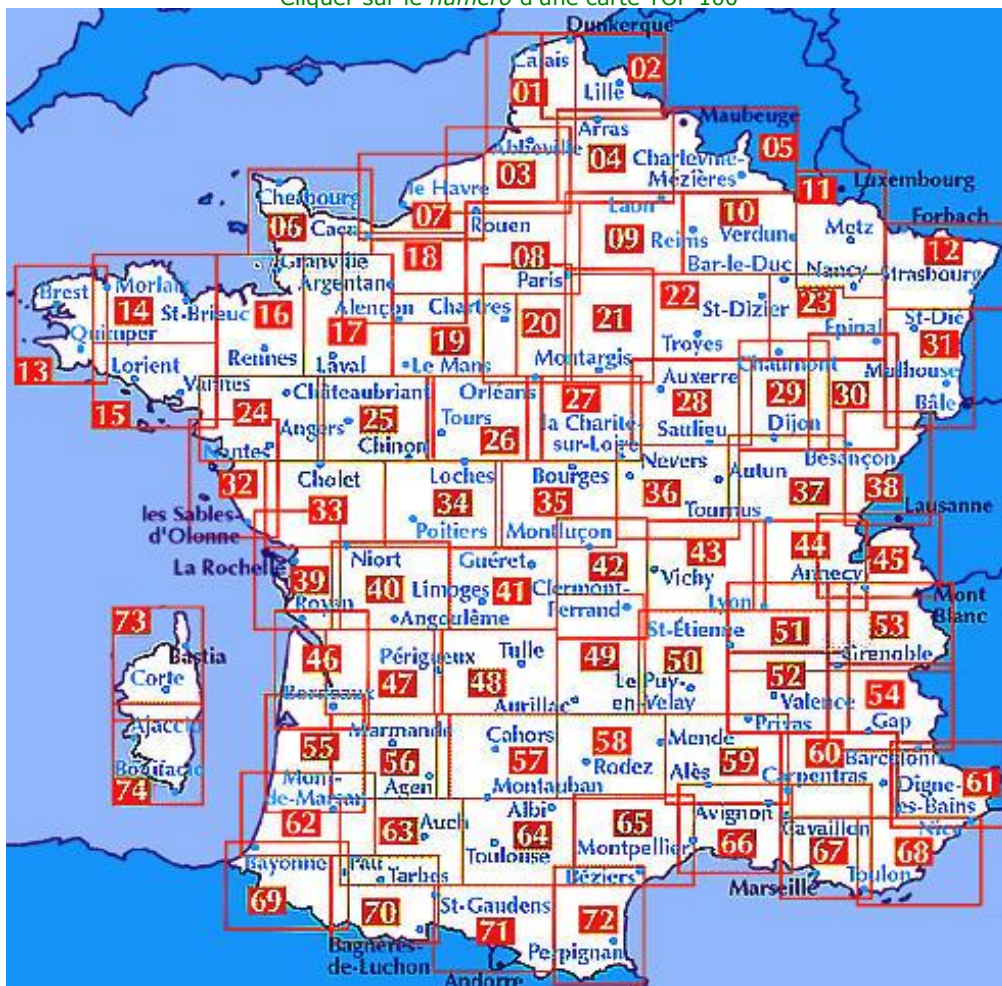 Cliquer sur le numéro d'une carte TOP 100
Dunkerque
Calais
02
01
Lille
Maubeuge
Arras
Abbeville
04
05
03
Charleville-
Mézières
11
Luxembourg
Cherbourg
le Havre
07
Rouen
Laon
10
Forbach
06
Caen
18
08
09
Reims
Verdun
Metz
12
Granville
Paris
Bar-le-Duc
Nancy
Strasbourg
Brest
Morlaix
14
St-Brieuc
16
Argentan
Alençon
Chartres
22
St-Dizier
23
St-Dié
Quimper
17
19
20
21
Troyes
Epinal
31
13
Lorient
Rennes
Laval
Le Mans
Montargis
Chaumont
Mulhouse
15
Vannes
Châteaubriant
Orléans
Auxerre
29
30
Bâle
24
25
Tours
27
28
Angers
26
la Charité-
sur-Loire
Saulieu
Dijon
Nantes
Chinon
Besançon
32
Cholet
Loches
Bourges
Nevers
Autun
38
33
34
35
36
37
Lausanne
les Sables-
d'Olonne
Poitiers
Montluçon
Tournus
La Rochelle
Niort
Guéret
42
43
44
45
39
40
Limoges
41
Clermont-
Ferrand
Vichy
Annecy
Royan
Angoulême
Lyon
Mont
Blanc
73
St-Étienne
51
53
Bastia
46
Périgueux
Tulle
49
50
Grenoble
Corte
47
48
Le Puy-
en-Velay
52
Valence
54
Bordeaux
Aurillac
Privas
Gap
Ajaccio
55
Marmande
Cahors
58
Mende
60
Barcelonn
56
57
Rodez
59
61
Bonifacio
Mont-
de-Marsan
Agen
Montauban
Alès
Carpentras
Digne-
les-Bains
74
62
63
Auch
Albi
65
Avignon
Cavaillon
Nice
64
Toulouse
Montpellier
66
67
68
Bayonne
Pau
Tarbes
Béziers
Marseille
Toulon
69
70
St-Gaudens
72
71
Bagnères-
de-Luchon
Perpignan
Andorre